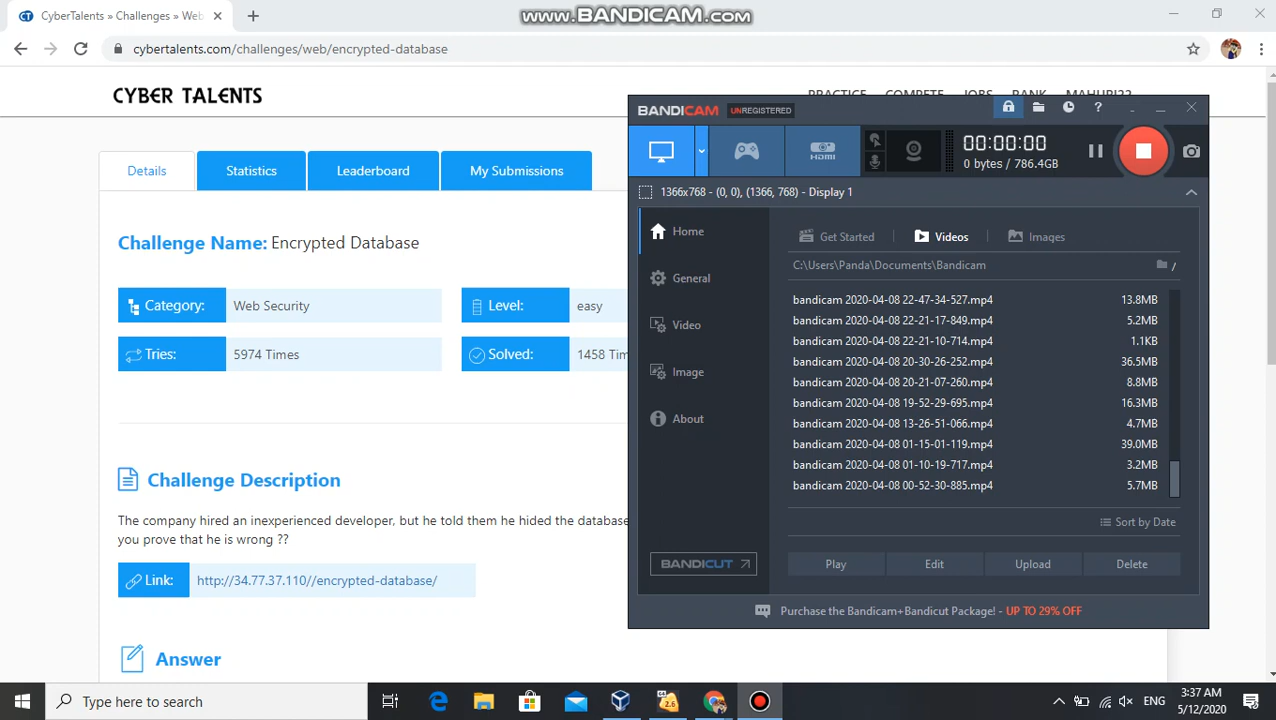 CyberTalents » Challenges » Web
www.BANDICAM.com
cybertalents.com/challenges/web/encrypted-database
CYBER TALENTS
PRACTICE COMPETE JOBS RANK MAHURI22
Details
Statistics
Leaderboard
My Submissions
Challenge Name: Encrypted Database
Category: Web Security
Level: easy
Tries: 5974 Times
Solved: 1458 Tim
Challenge Description
The company hired an inexperienced developer, but he told them he hided the database
you prove that he is wrong ??
Link: http://34.77.37.110//encrypted-database/
Answer
BANDICAM UNREGISTERED
HDMI
00:00:00
0 bytes / 786.4GB
1366x768 - (0, 0), (1366, 768) - Display 1
Home
General
Video
Image
About
BANDICUT
Get Started
Videos
Images
C:\Users\Panda\Documents\Bandicam
/
bandicam 2020-04-08 22-47-34-527.mp4 13.8MB
bandicam 2020-04-08 22-21-17-849.mp4 5.2MB
bandicam 2020-04-08 22-21-10-714.mp4 1.1KB
bandicam 2020-04-08 20-30-26-252.mp4 36.5MB
bandicam 2020-04-08 20-21-07-260.mp4 8.8MB
bandicam 2020-04-08 19-52-29-695.mp4 16.3MB
bandicam 2020-04-08 13-26-51-066.mp4 4.7MB
bandicam 2020-04-08 01-15-01-119.mp4 39.0MB
bandicam 2020-04-08 01-10-19-717.mp4 3.2MB
bandicam 2020-04-08 00-52-30-885.mp4 5.7MB
Sort by Date
Play
Edit
Upload
Delete
Purchase the Bandicam+Bandicut Package! - UP TO 29% OFF
Type here to search
ENG
3:37 AM
5/12/2020